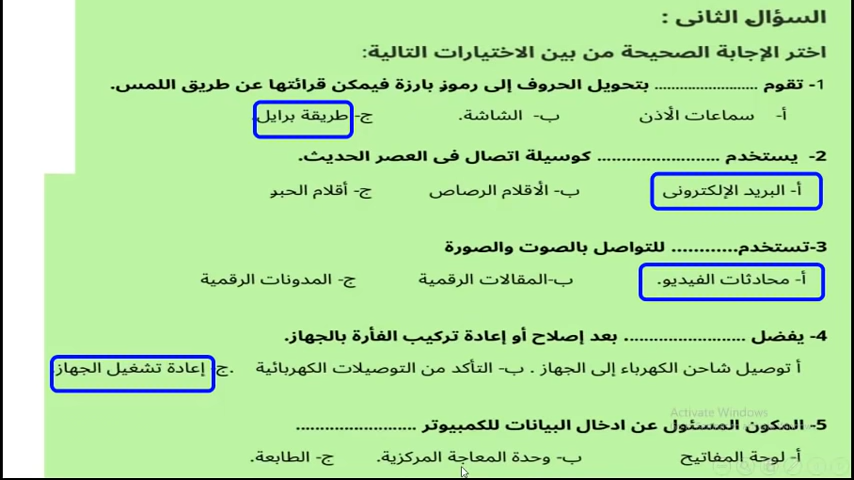 السؤال الثانى :
اختر الإجابة الصحيحة من بين الاختيارات التالية:
1- تقوم ........................ بتحويل الحروف إلى رموز بارزة فيمكن قرائتها عن طريق اللمس.
أ- سماعات الأذن ب- الشاشة. ج- طريقة برايل.
2- يستخدم ........................ كوسيلة اتصال فى العصر الحديث.
أ- البريد الإلكترونى ب- الأقلام الرصاص ج- أقلام الحبر
3-تستخدم............ للتواصل بالصوت والصورة
أ- محادثات الفيديو. ب-المقالات الرقمية ج- المدونات الرقمية
4- يفضل ........................ بعد إصلاح أو إعادة تركيب الفأرة بالجهاز.
أ توصيل شاحن الكهرباء إلى الجهاز . ب- التأكد من التوصيلات الكهربائية .ج- إعادة تشغيل الجهاز.
Activate Windows
5- المكون المسئول عن ادخال البيانات للكمبيوتر ........................
أ- لوحة المفاتيح ب- وحدة المعاجة المركزية. ج- الطابعة.